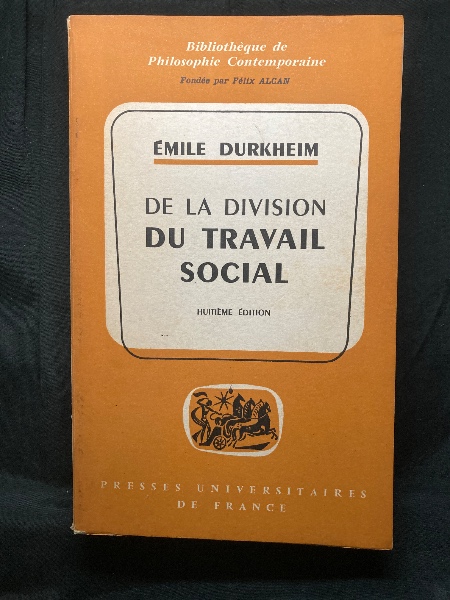 Bibliothèque de
Philosophie Contemporaine
Fondée par Félix ALCAN
ÉMILE DURKHEIM
DE LA DIVISION
DU TRAVAIL
SOCIAL
HUITIÈME ÉDITION
PRESSES UNIVERSITAIRES
DE FRANCE